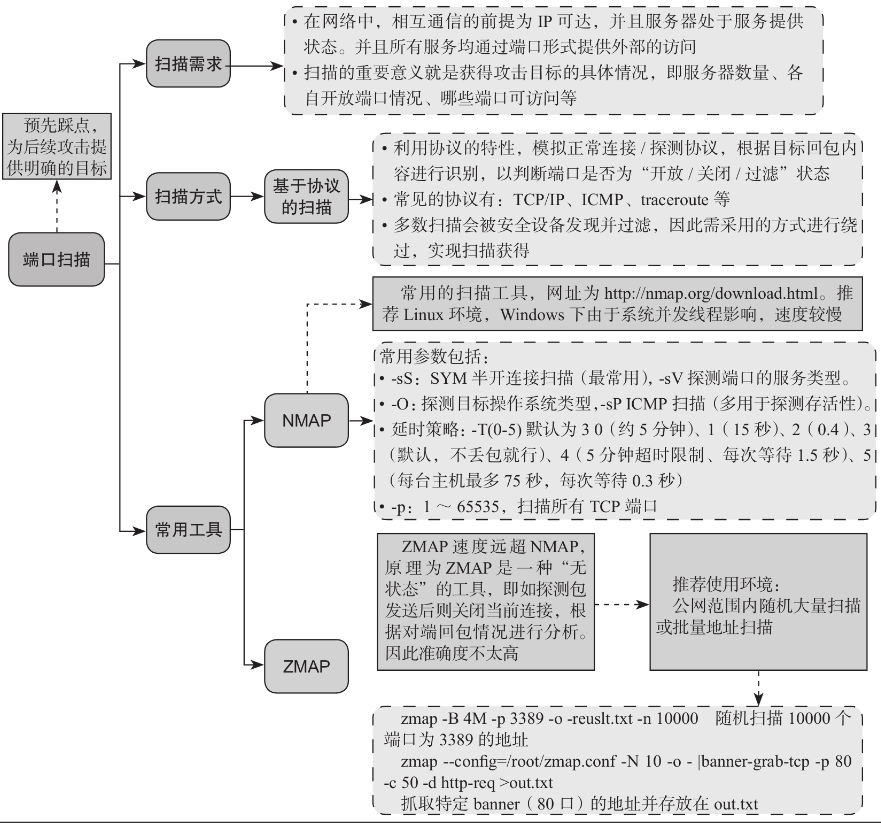 • 在网络中，相互通信的前提为 IP 可达，并且服务器处于服务提供
状态。并且所有服务均通过端口形式提供外部的访问
• 扫描的重要意义就是获得攻击目标的具体情况，即服务器数量、各
自开放端口情况、哪些端口可访问等
扫描需求
预先踩点，
为后续攻击提
供明确的目标
端口扫描
扫描方式
基于协议
的扫描
• 利用协议的特性，模拟正常连接 / 探测协议，根据目标回包内
容进行识别，以判断端口是否为“开放 / 关闭 / 过滤”状态
• 常见的协议有：TCP/IP、ICMP、traceroute 等
• 多数扫描会被安全设备发现并过滤，因此需采用的方式进行绕
过，实现扫描获得
常用的扫描工具，网址为 http://nmap.org/download.html。推
荐 Linux 环境，Windows 下由于系统并发线程影响，速度较慢
NMAP
常用参数包括：
• -sS：SYM 半开连接扫描（最常用），-sV 探测端口的服务类型。
• -O：探测目标操作系统类型，-sP ICMP 扫描（多用于探测存活性）。
• 延时策略：-T(0-5) 默认为 3 0（约 5 分钟）、1（15 秒）、2（0.4）、3
（默认，不丢包就行）、4（5 分钟超时限制、每次等待 1.5 秒）、5
（每台主机最多 75 秒，每次等待 0.3 秒）
• -p：1 ～ 65535，扫描所有 TCP 端口
常用工具
ZMAP 速度远超 NMAP，
原理为 ZMAP 是一种“无
状态”的工具，即如探测包
发送后则关闭当前连接，根
据对端回包情况进行分析。
因此准确度不太高
推荐使用环境：
公网范围内随机大量扫描
或批量地址扫描
ZMAP
zmap -B 4M -p 3389 -o -reuslt.txt -n 10000 随机扫描 10000 个
端口为 3389 的地址
zmap --config=/root/zmap.conf -N 10 -o - |banner-grab-tcp -p 80
-c 50 -d http-req >out.txt
抓取特定 banner（80 口）的地址并存放在 out.txt